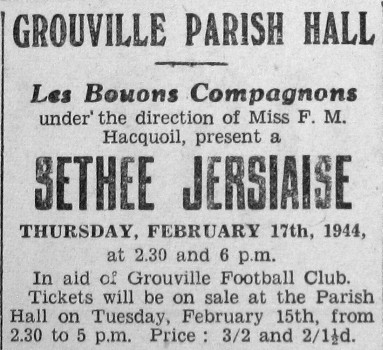 GROUVILLE PARISH HALL
Les Bouons Compagnons
under the direction of Miss F. M.
Hacquoil, present a
SETHEE JERSIAISE
THURSDAY, FEBRUARY 17th, 1944,
at 2.30 and 6 p.m.
In aid of Grouville Football Club.
Tickets will be on sale at the Parish
Hall on Tuesday, February 15th, from
2.30 to 5 p.m. Price : 3/2 and 2/1½d.